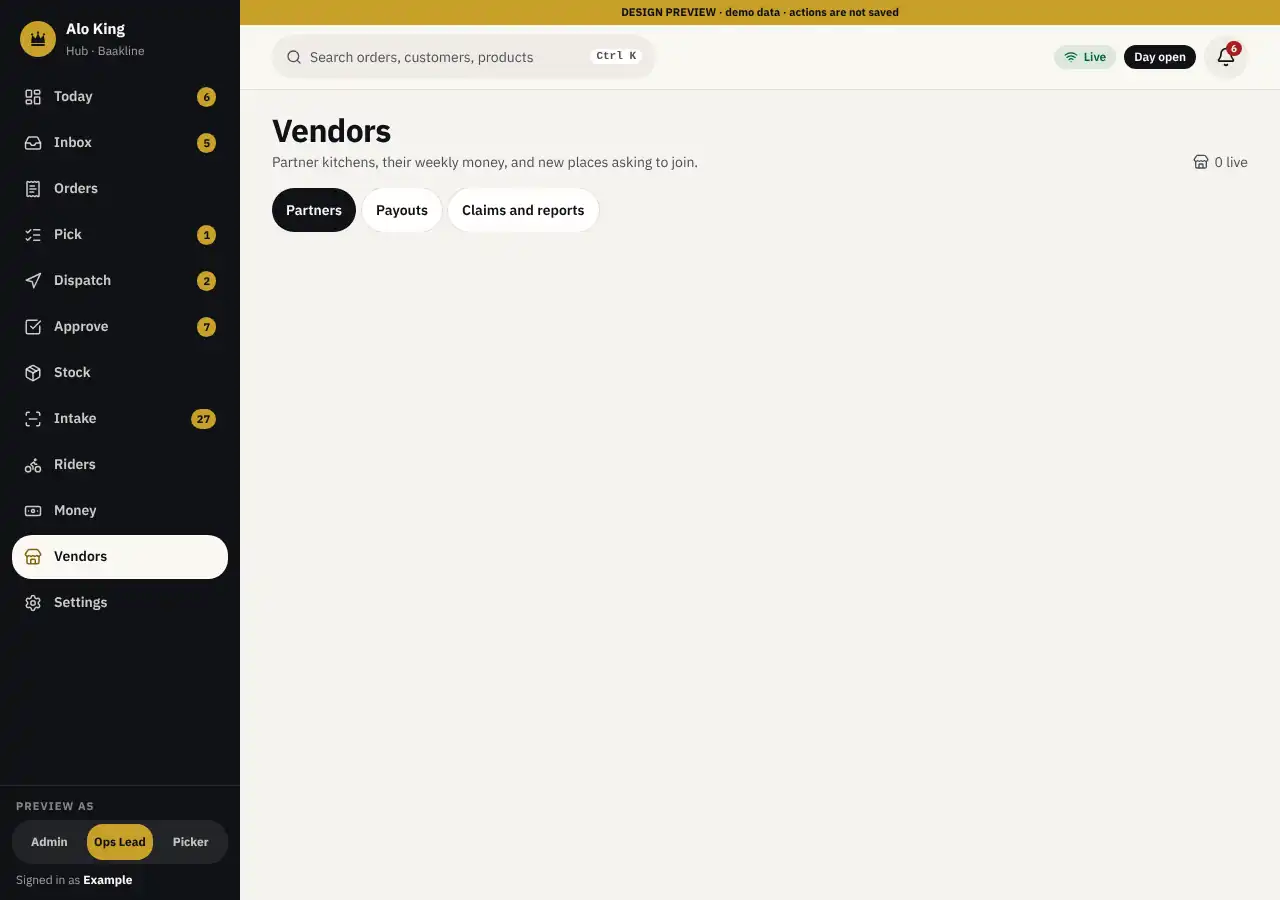 Alo King
Hub · Baakline
Today 6
Inbox 5
Orders
Pick 1
Dispatch 2
Approve 7
Stock
Intake 27
Riders
Money
Vendors
Settings
PREVIEW AS
Admin Ops Lead Picker
Signed in as Example
DESIGN PREVIEW · demo data · actions are not saved
Search orders, customers, products Ctrl K
Live Day open 6
Vendors
Partner kitchens, their weekly money, and new places asking to join. 0 live
Partners Payouts Claims and reports